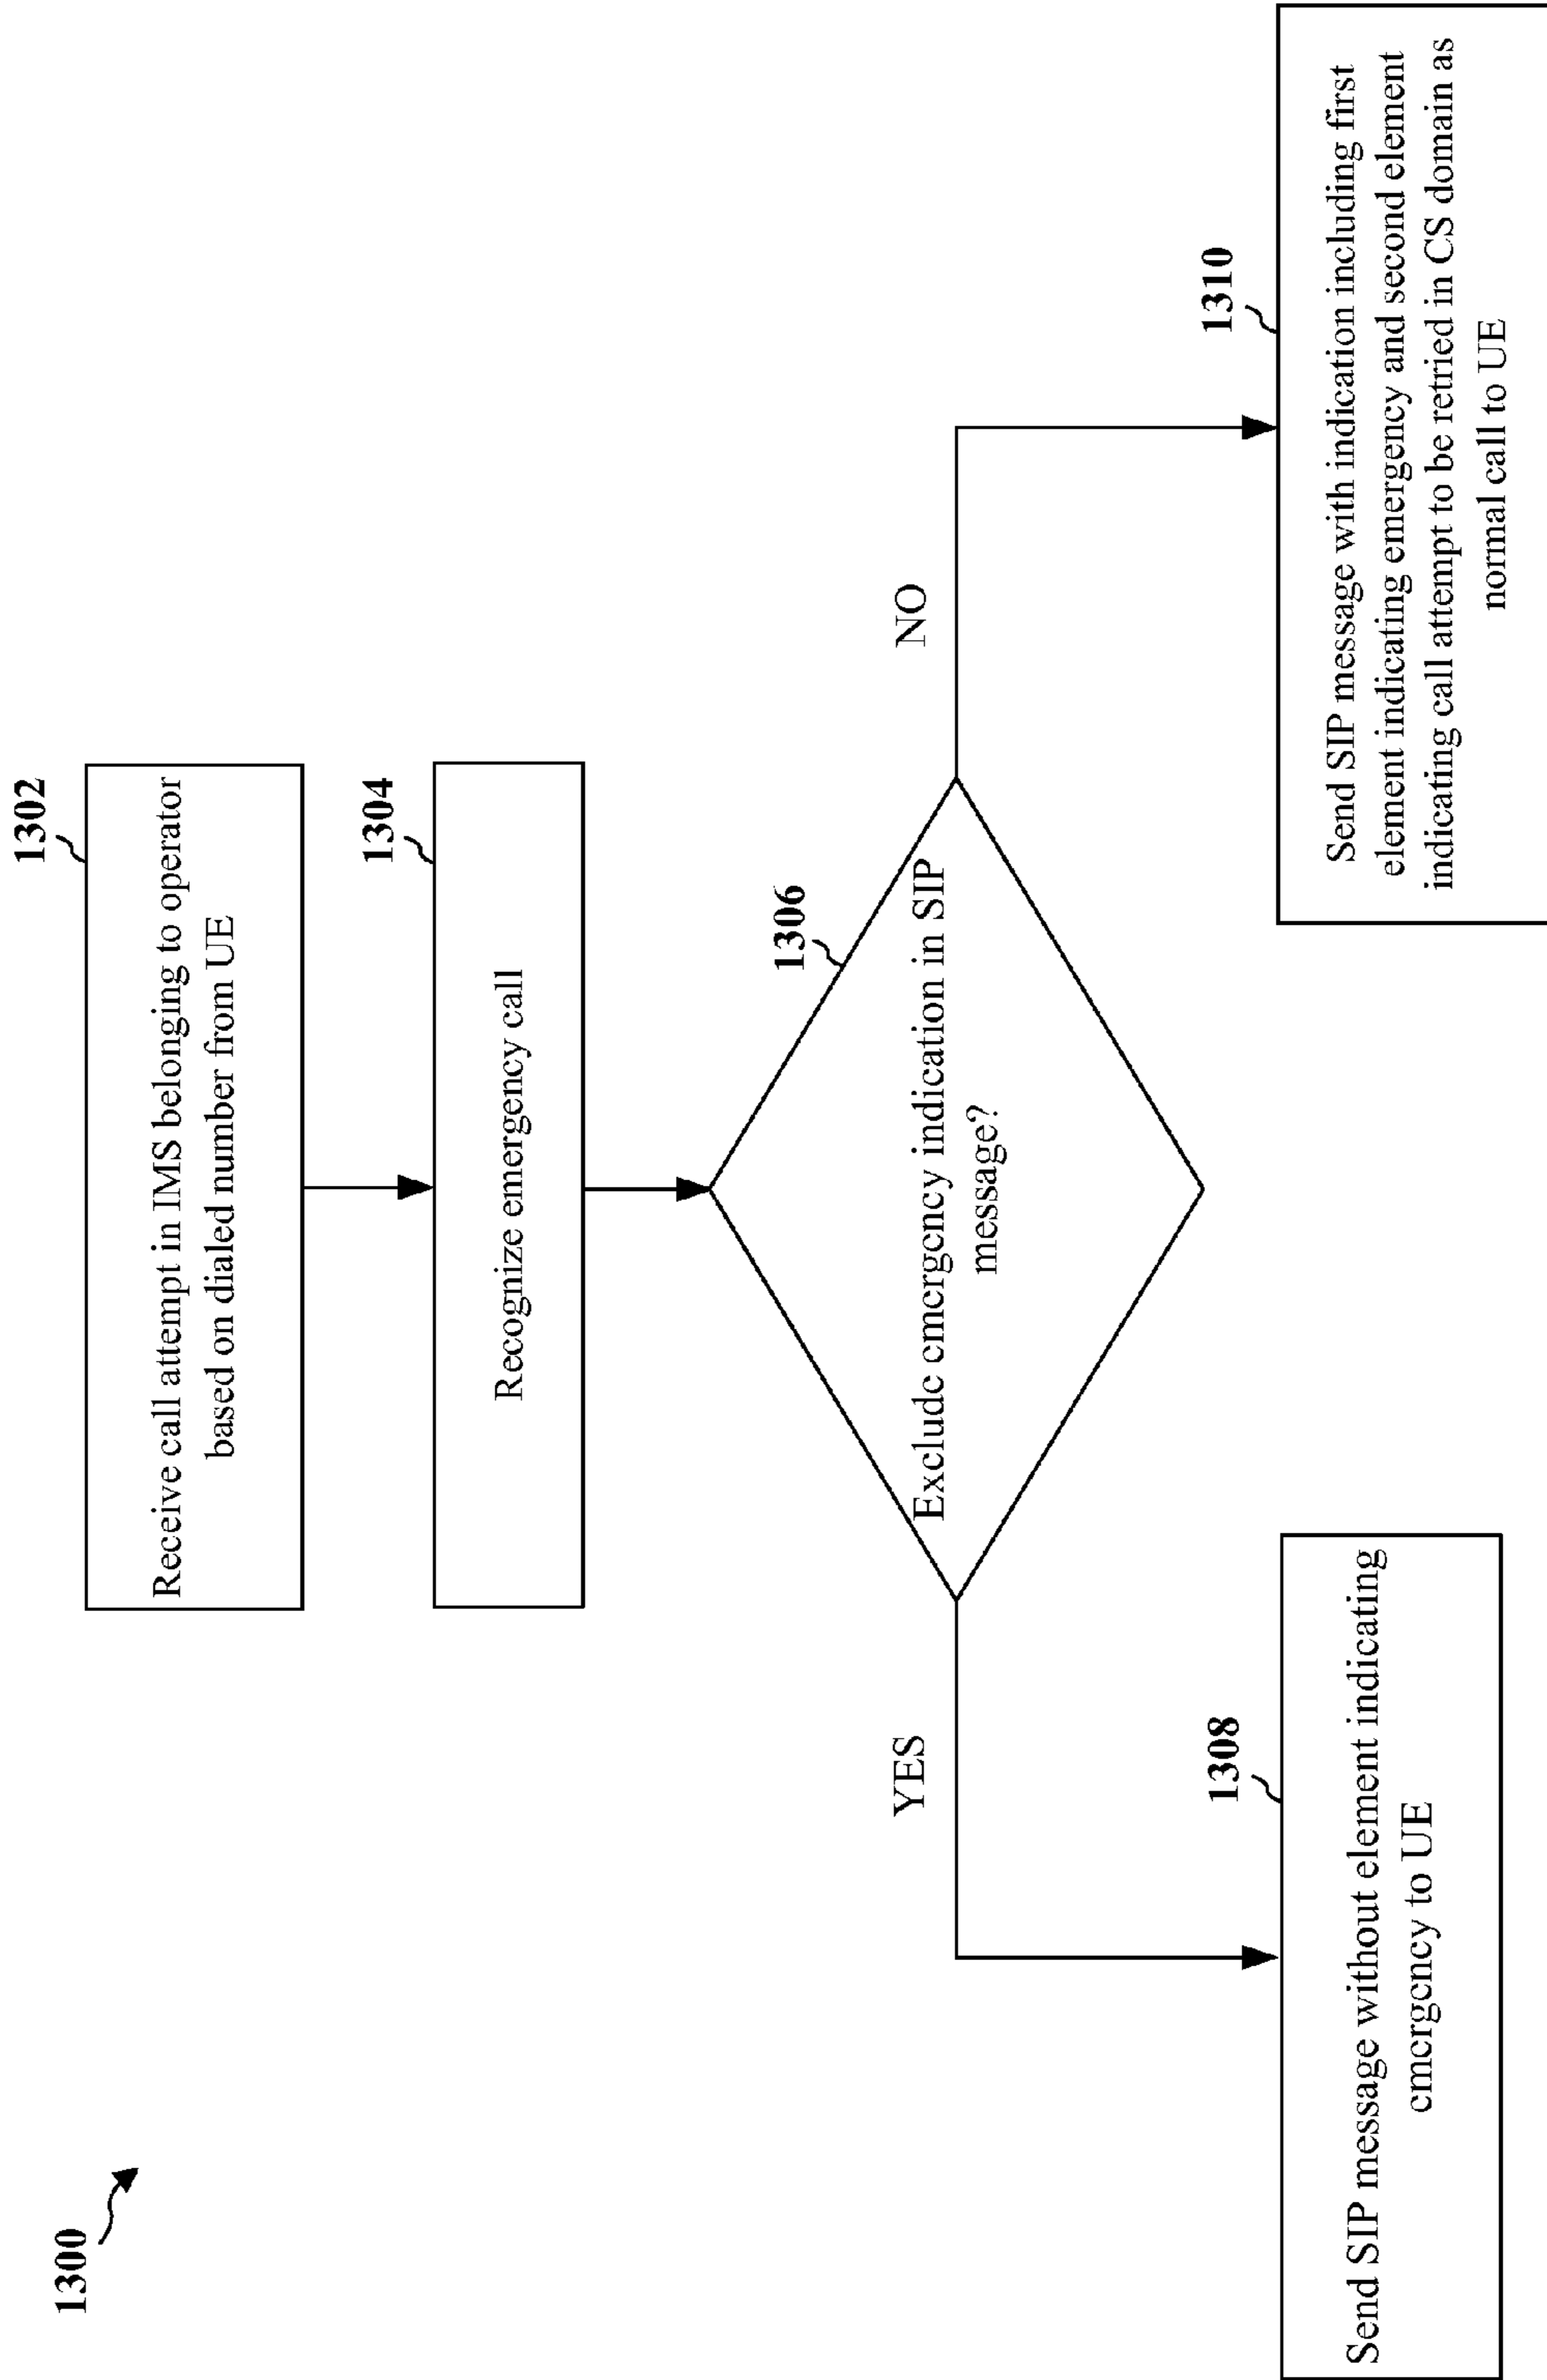 1300
1302
Receive call attempt in IMS belonging to operator
based on dialed number from UE
1304
Recognize emergency call
1306
Exclude emergency indication in SIP
message?
YES
NO
1308
Send SIP message without element indicating
emergency to UE
1310
Send SIP message with indication including first
element indicating emergency and second element
indicating call attempt to be retried in CS domain as
normal call to UE